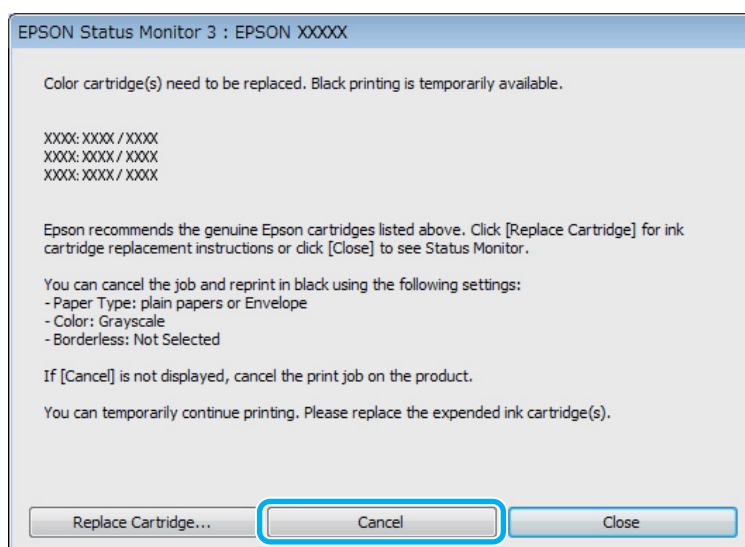 EPSON Status Monitor 3 : EPSON XXXXX
Color cartridge(s) need to be replaced. Black printing is temporarily available.
XXXX: XXXX / XXXX
XXXX: XXXX / XXXX
XXXX: XXXX / XXXX
Epson recommends the genuine Epson cartridges listed above. Click [Replace Cartridge] for ink
cartridge replacement instructions or click [Close] to see Status Monitor.
You can cancel the job and reprint in black using the following settings:
- Paper Type: plain papers or Envelope
- Color: Grayscale
- Borderless: Not Selected
If [Cancel] is not displayed, cancel the print job on the product.
You can temporarily continue printing. Please replace the expended ink cartridge(s).
Replace Cartridge... Cancel Close